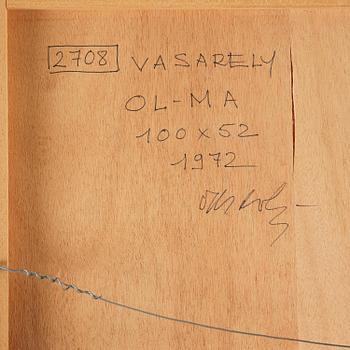 2708 VASARELY
OL-MA
100 x 52
1972